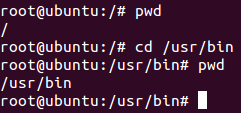 root@ubuntu:/# pwd
/
root@ubuntu:/# cd /usr/bin
root@ubuntu:/usr/bin# pwd
/usr/bin
root@ubuntu:/usr/bin#